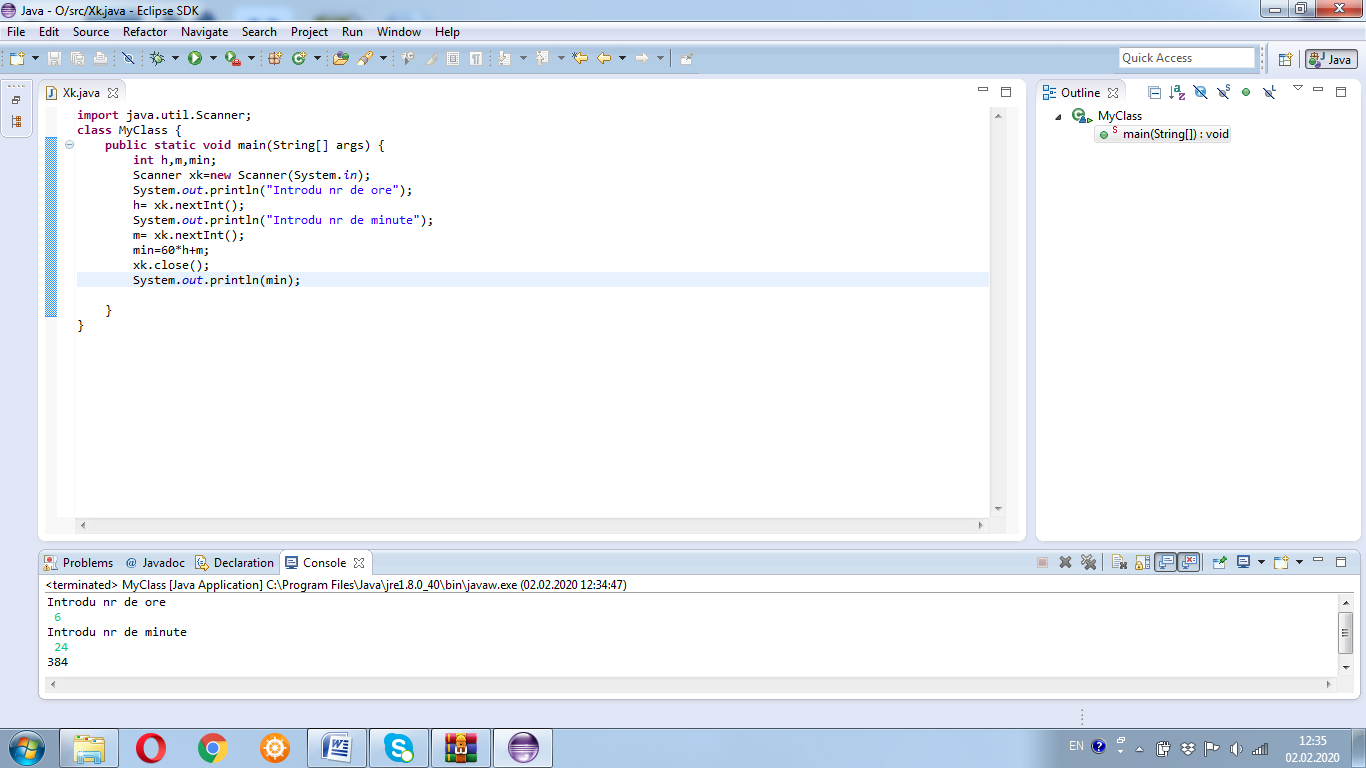 Java - O/src/Xk.java - Eclipse SDK
File Edit Source Refactor Navigate Search Project Run Window Help
Quick Access
Java
Xk.java
import java.util.Scanner;
class MyClass {
    public static void main(String[] args) {
        int h,m,min;
        Scanner xk=new Scanner(System.in);
        System.out.println("Introdu nr de ore");
        h= xk.nextInt();
        System.out.println("Introdu nr de minute");
        m= xk.nextInt();
        min=60*h+m;
        xk.close();
        System.out.println(min);
    }
}
Outline
MyClass
main(String[]) : void
Problems @ Javadoc Declaration Console
<terminated> MyClass [Java Application] C:\Program Files\Java\jre1.8.0_40\bin\javaw.exe (02.02.2020 12:34:47)
Introdu nr de ore
6
Introdu nr de minute
24
384
EN
12:35
02.02.2020